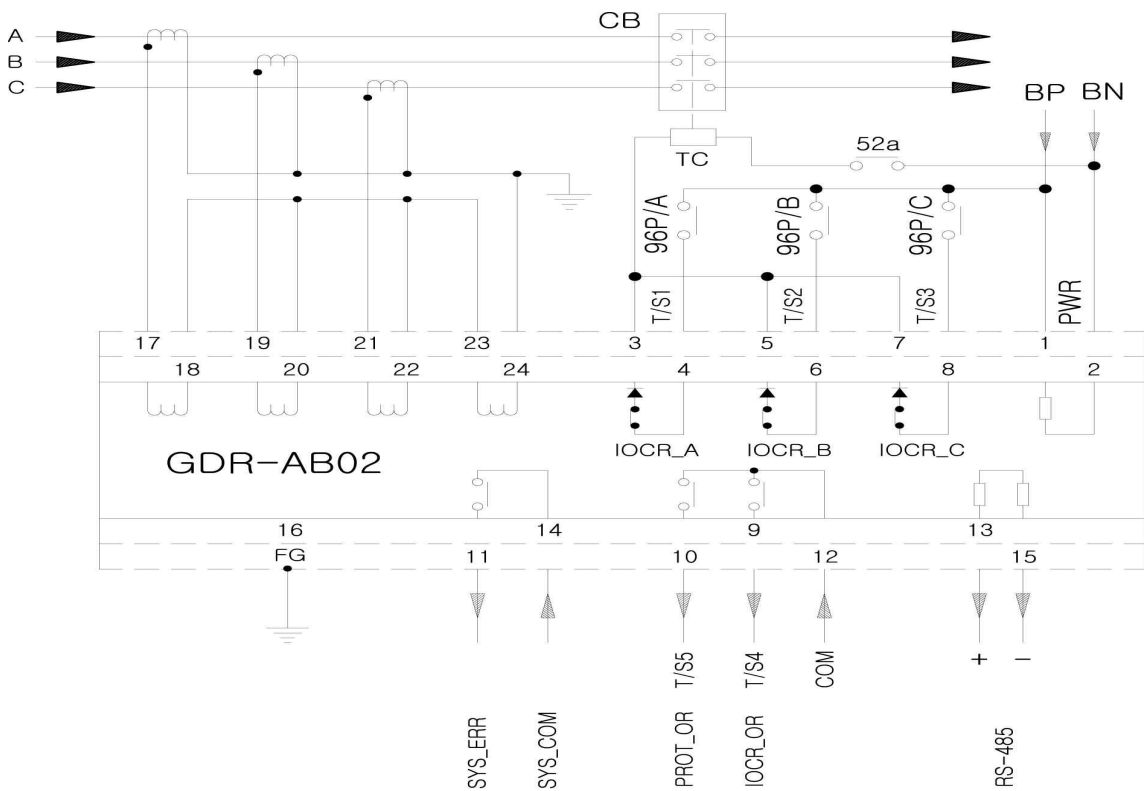 CB
A
B
C
BP BN
TC
52a
96P/A
96P/B
96P/C
T/S1
T/S2
T/S3
PWR
17 19 21 23 3 5 7 1
18 20 22 24 4 6 8 2
IOCR_A IOCR_B IOCR_C
GDR-AB02
16 14 9 13
FG 11 10 12 15
SYS_ERR
SYS_COM
PROT_OR T/S5
IOCR_OR T/S4
COM
+
−
RS-485